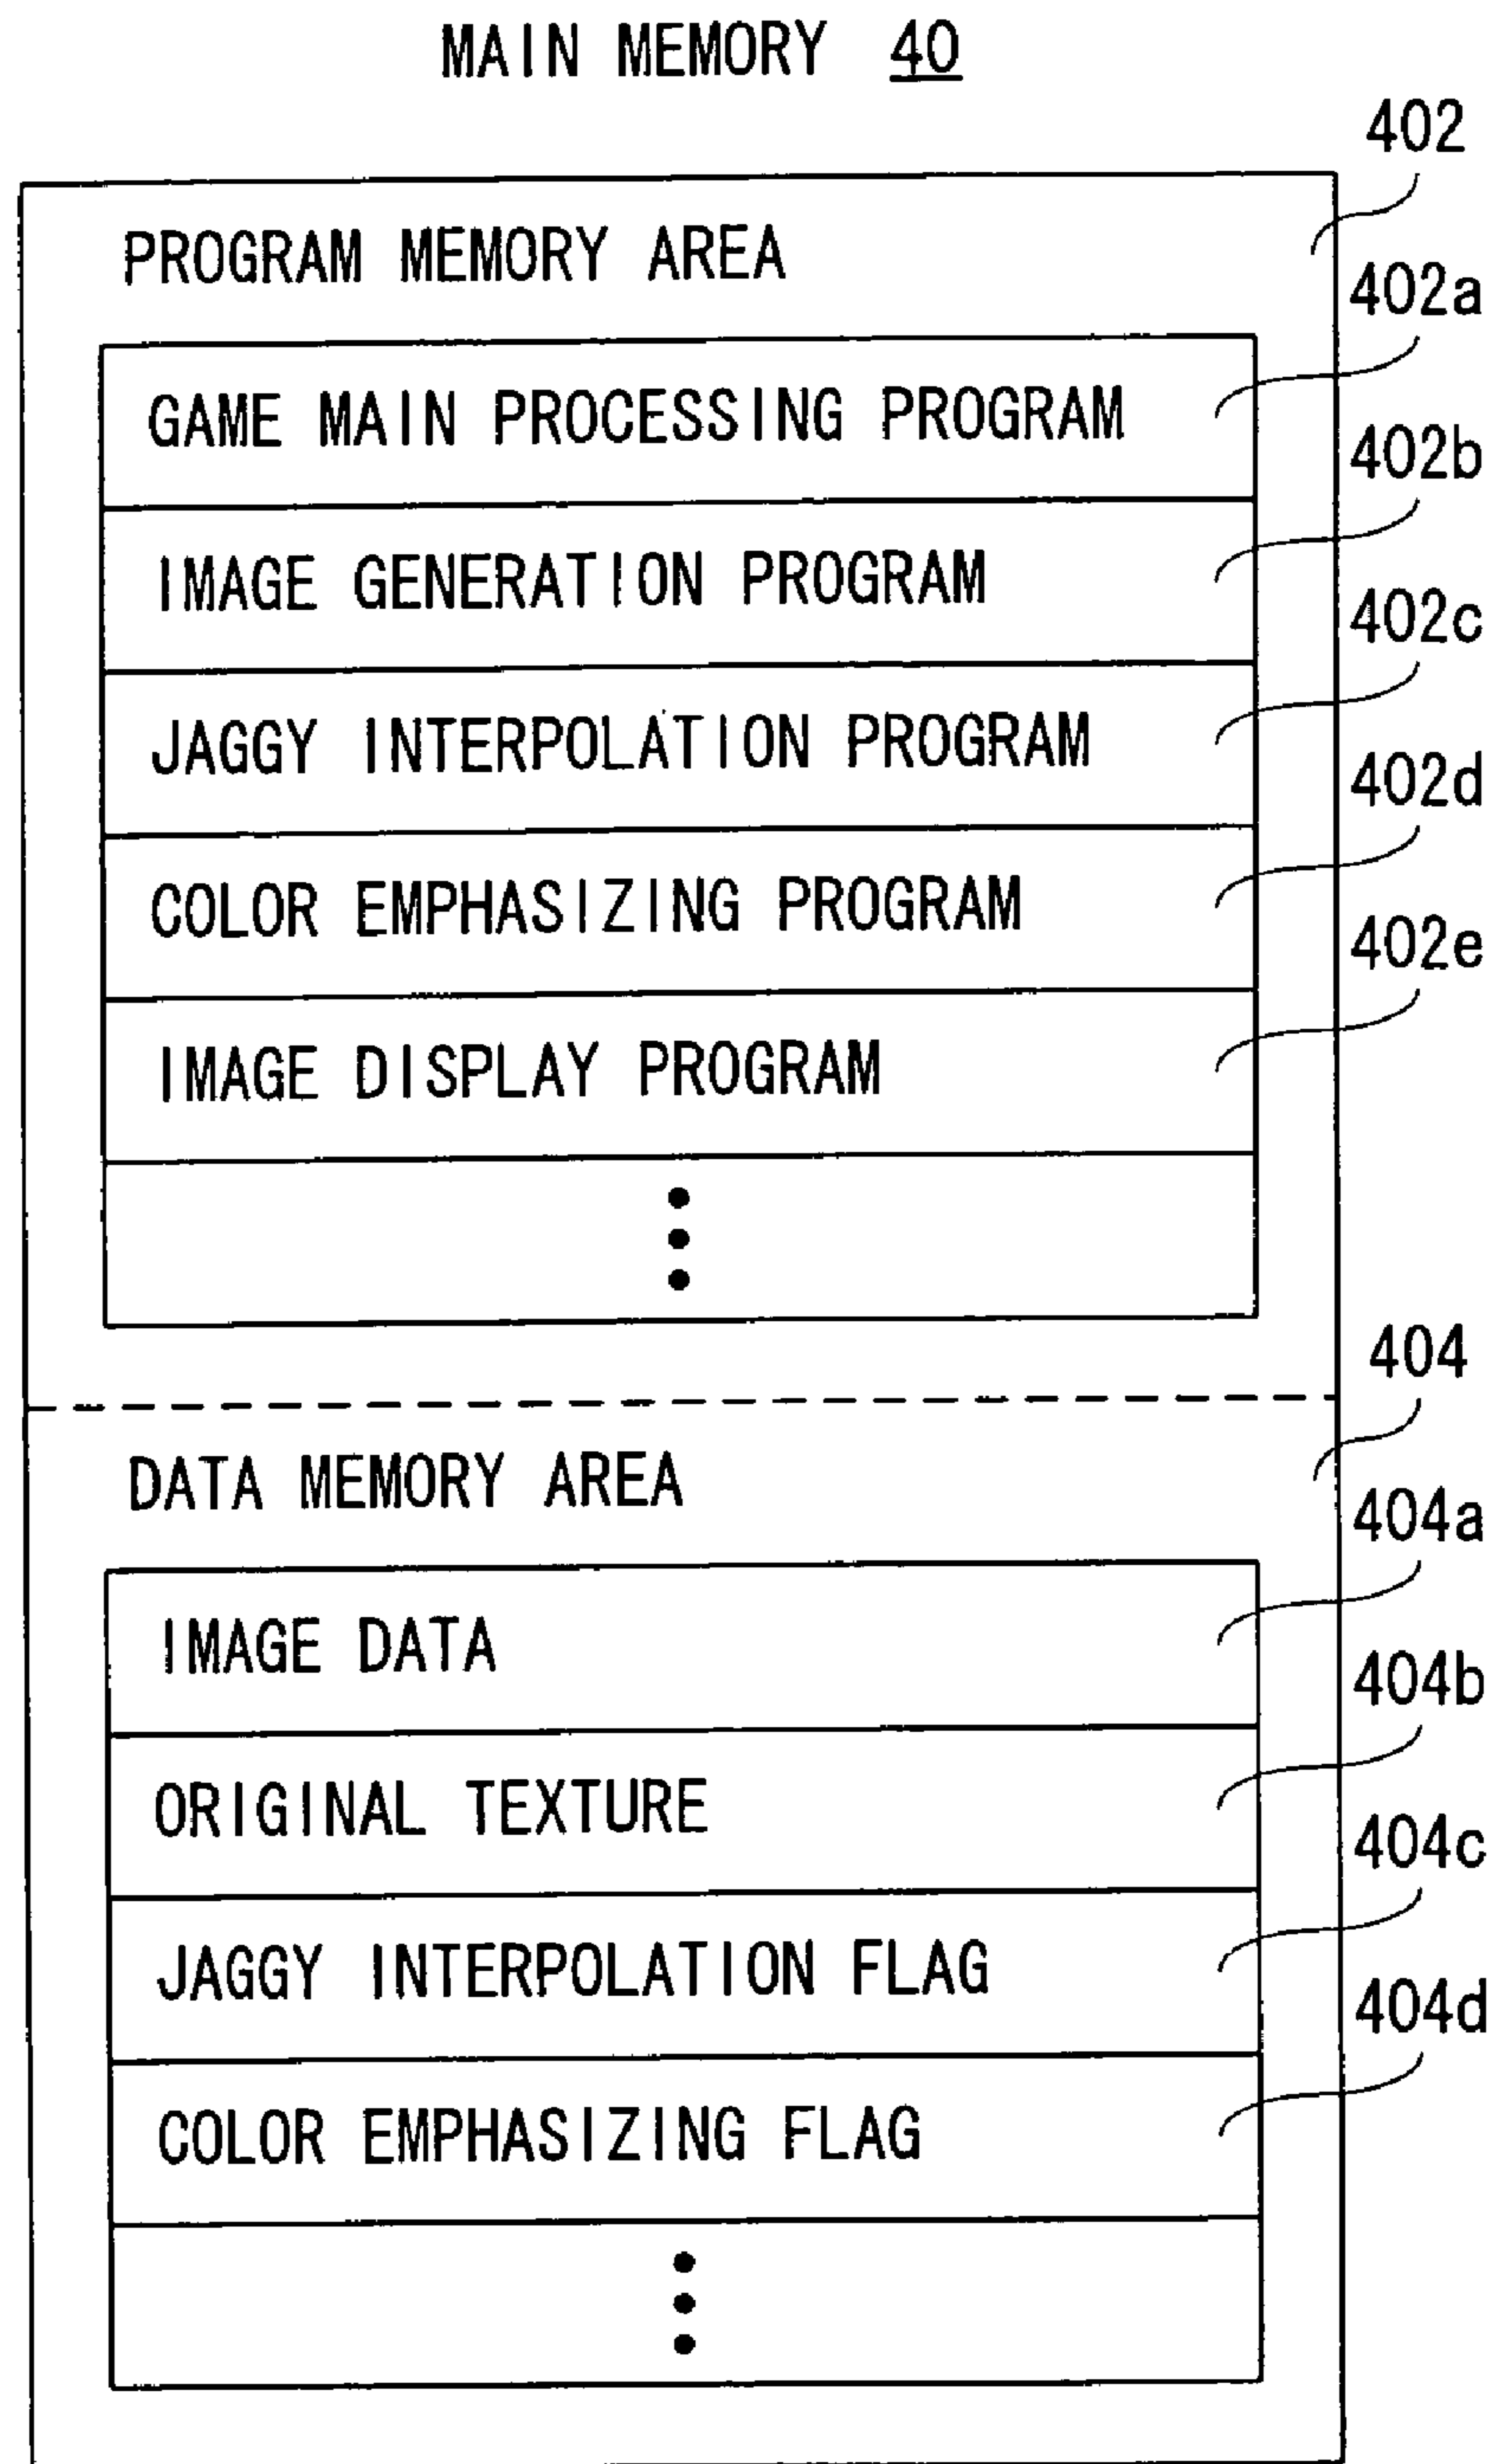 MAIN MEMORY 40
402
PROGRAM MEMORY AREA
402a
GAME MAIN PROCESSING PROGRAM
402b
IMAGE GENERATION PROGRAM
402c
JAGGY INTERPOLATION PROGRAM
402d
COLOR EMPHASIZING PROGRAM
402e
IMAGE DISPLAY PROGRAM
404
DATA MEMORY AREA
404a
IMAGE DATA
404b
ORIGINAL TEXTURE
404c
JAGGY INTERPOLATION FLAG
404d
COLOR EMPHASIZING FLAG